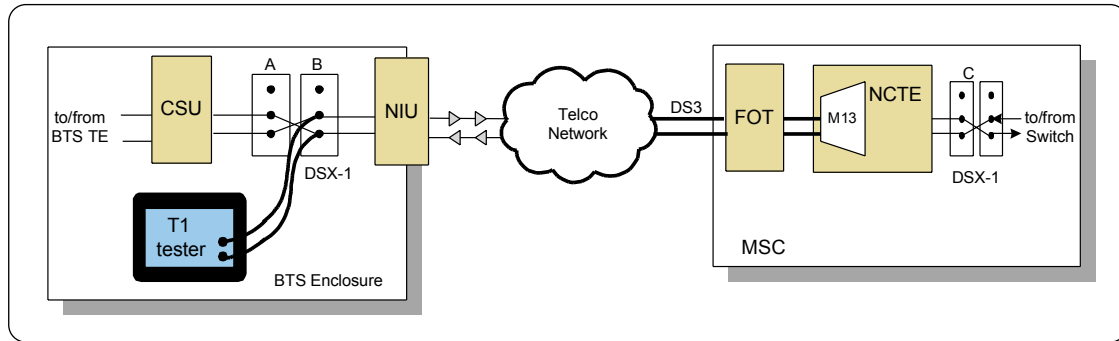 A
B
CSU
to/from
BTS TE
NIU
DSX-1
T1
tester
BTS Enclosure
Telco
Network
DS3
FOT
NCTE
M13
C
to/from
Switch
DSX-1
MSC